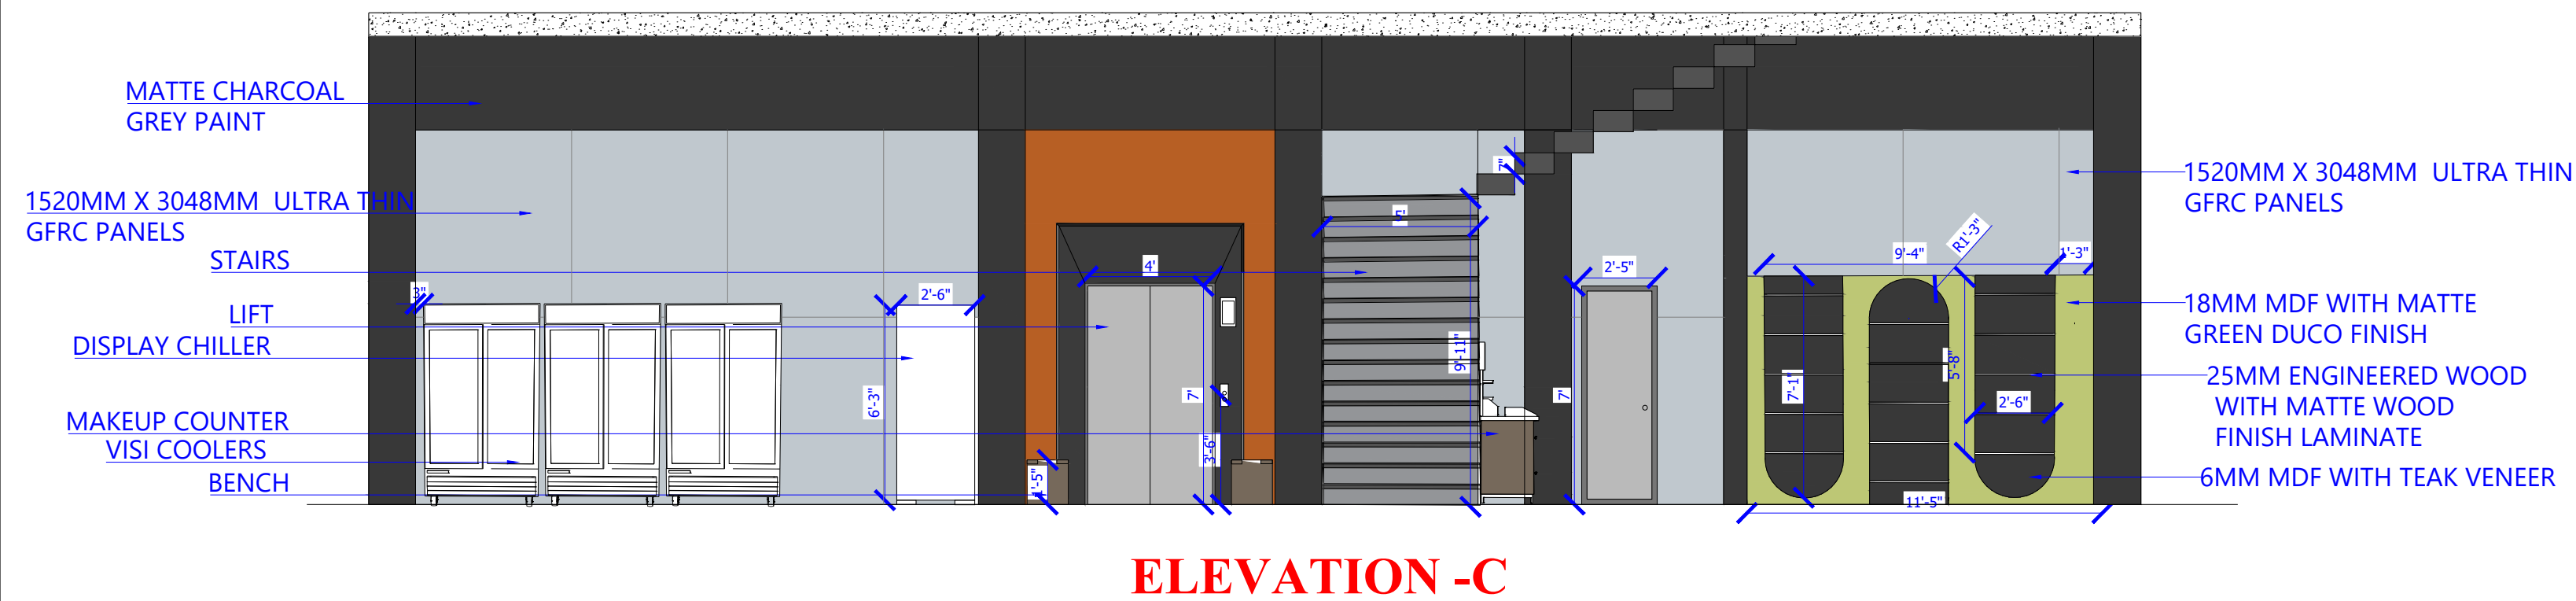 MATTE CHARCOAL
GREY PAINT
1520MM X 3048MM ULTRA THIN
GFRC PANELS
STAIRS
LIFT
DISPLAY CHILLER
MAKEUP COUNTER
VISI COOLERS
BENCH
3"
2'-6"
6'-3"
4'
7'
3'-6"
1'-5"
5'
7"
9'-11"
2'-5"
7'
9'-4"
R1'-3"
1'-3"
7'-1"
5'-8"
2'-6"
11'-5"
1520MM X 3048MM ULTRA THIN
GFRC PANELS
18MM MDF WITH MATTE
GREEN DUCO FINISH
25MM ENGINEERED WOOD
WITH MATTE WOOD
FINISH LAMINATE
6MM MDF WITH TEAK VENEER
ELEVATION -C